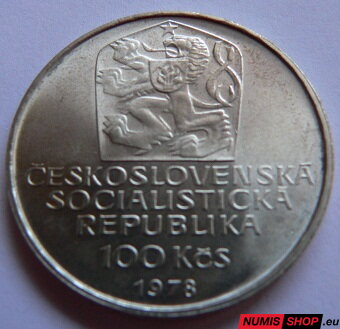 ČESKOSLOVENSKÁ
SOCIALISTICKÁ
REPUBLIKA
100 Kčs
1978
NUMIS SHOP.eu